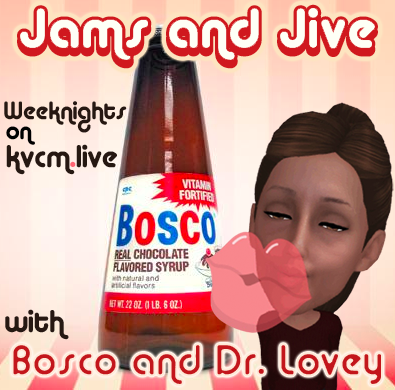 Jams and Jive
Weeknights
on
kvcm.live
VITAMIN
FORTIFIED
BOSCO
REAL CHOCOLATE
FLAVORED SYRUP
with natural and
artificial flavors
NET WT. 22 OZ. (1 LB. 6 OZ.)
with
Bosco and Dr. Lovey